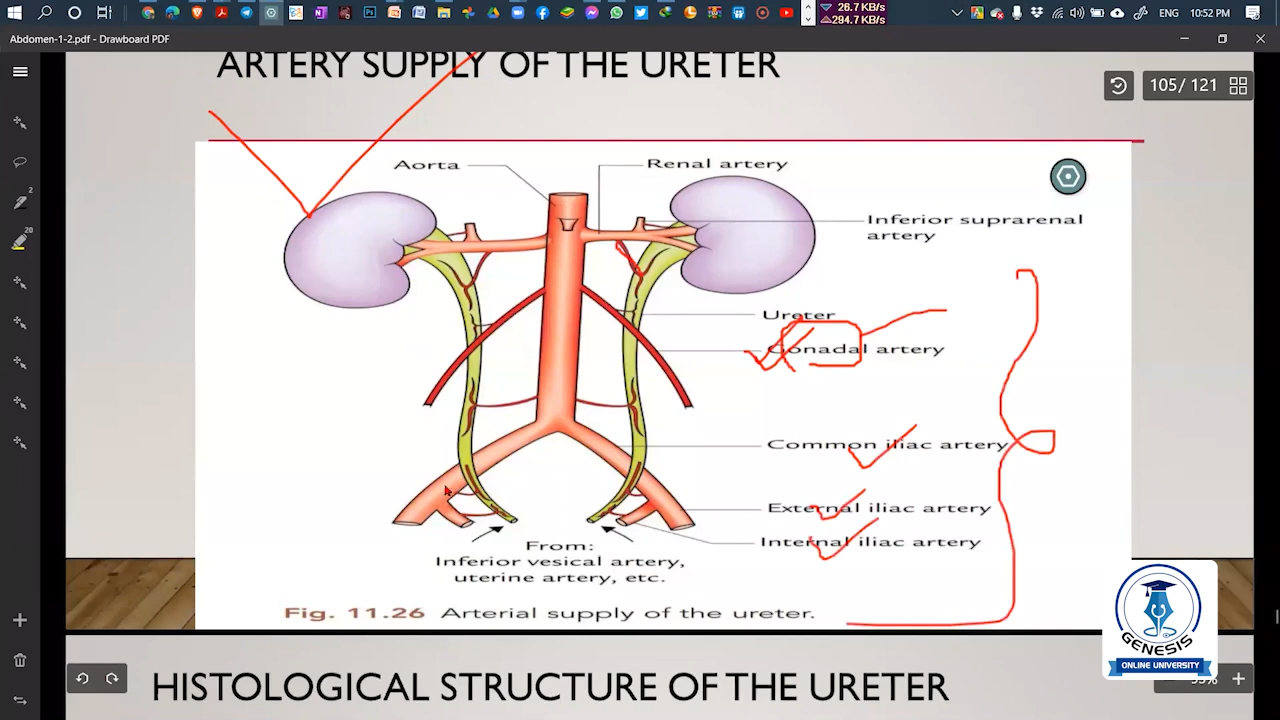 26.7 KB/s
294.7 KB/s
ENG
10:52 PM
Abdomen-1-2.pdf - Drawboard PDF
ARTERY SUPPLY OF THE URETER
105 / 121
2
20
Aorta
Renal artery
Inferior suprarenal
artery
Ureter
Gonadal artery
Common iliac artery
External iliac artery
Internal iliac artery
From:
Inferior vesical artery,
uterine artery, etc.
Fig. 11.26 Arterial supply of the ureter.
GENESIS
ONLINE UNIVERSITY
HISTOLOGICAL STRUCTURE OF THE URETER